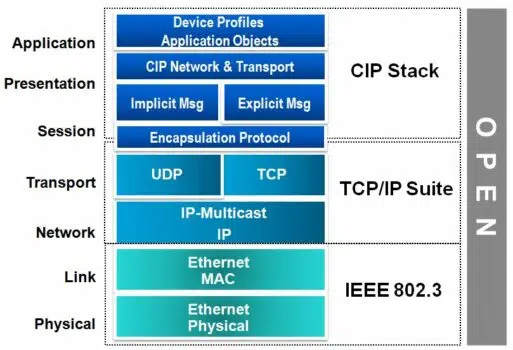 Application
Presentation
Session
Transport
Network
Link
Physical
Device Profiles
Application Objects
CIP Network & Transport
Implicit Msg
Explicit Msg
Encapsulation Protocol
UDP
TCP
IP-Multicast
IP
Ethernet
MAC
Ethernet
Physical
CIP Stack
TCP/IP Suite
IEEE 802.3
OPEN